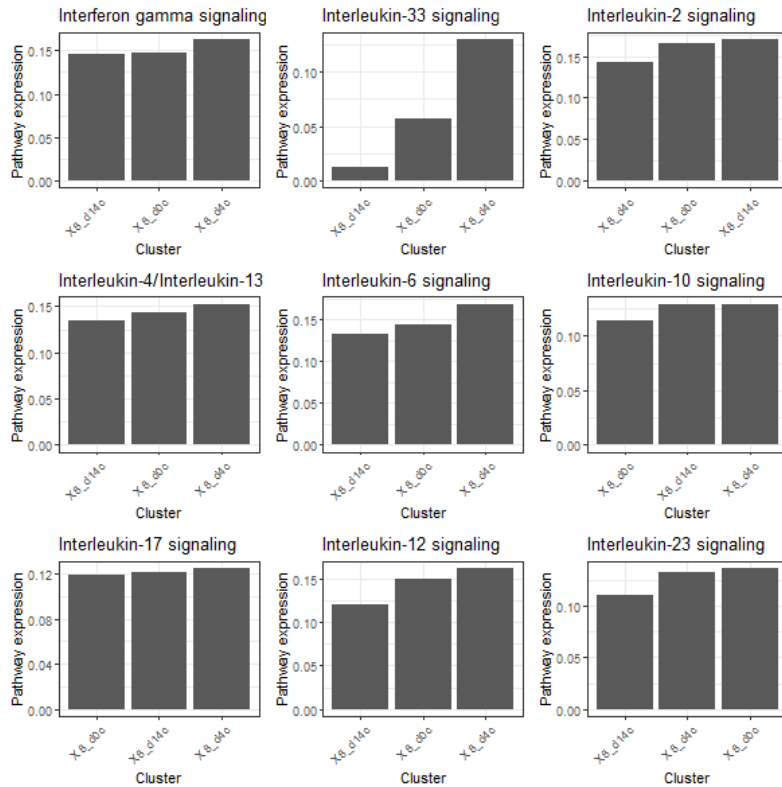 Interferon gamma signaling
Pathway expression
0.15
0.10
0.05
0.00
X8_d14c
X8_d0c
X8_d4c
Cluster
Interleukin-33 signaling
Pathway expression
0.10
0.05
0.00
X8_d14c
X8_d0c
X8_d4c
Cluster
Interleukin-2 signaling
Pathway expression
0.15
0.10
0.05
0.00
X8_d4c
X8_d0c
X8_d14c
Cluster
Interleukin-4/Interleukin-13
Pathway expression
0.15
0.10
0.05
0.00
X8_d14c
X8_d0c
X8_d4c
Cluster
Interleukin-6 signaling
Pathway expression
0.15
0.10
0.05
0.00
X8_d14c
X8_d0c
X8_d4c
Cluster
Interleukin-10 signaling
Pathway expression
0.10
0.05
0.00
X8_d0c
X8_d14c
X8_d4c
Cluster
Interleukin-17 signaling
Pathway expression
0.12
0.08
0.04
0.00
X8_d0c
X8_d14c
X8_d4c
Cluster
Interleukin-12 signaling
Pathway expression
0.15
0.10
0.05
0.00
X8_d14c
X8_d0c
X8_d4c
Cluster
Interleukin-23 signaling
Pathway expression
0.10
0.05
0.00
X8_d14c
X8_d4c
X8_d0c
Cluster